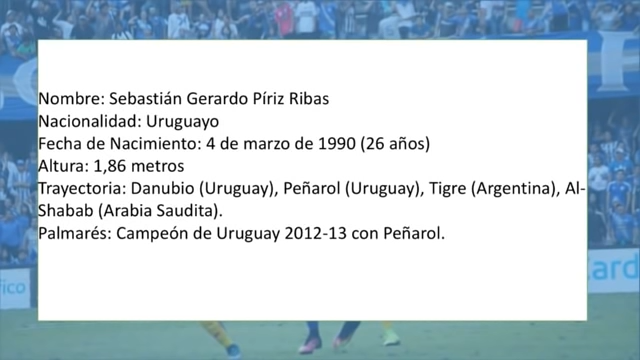 Nombre: Sebastián Gerardo Píriz Ribas
Nacionalidad: Uruguayo
Fecha de Nacimiento: 4 de marzo de 1990 (26 años)
Altura: 1,86 metros
Trayectoria: Danubio (Uruguay), Peñarol (Uruguay), Tigre (Argentina), Al-
Shabab (Arabia Saudita).
Palmarés: Campeón de Uruguay 2012-13 con Peñarol.